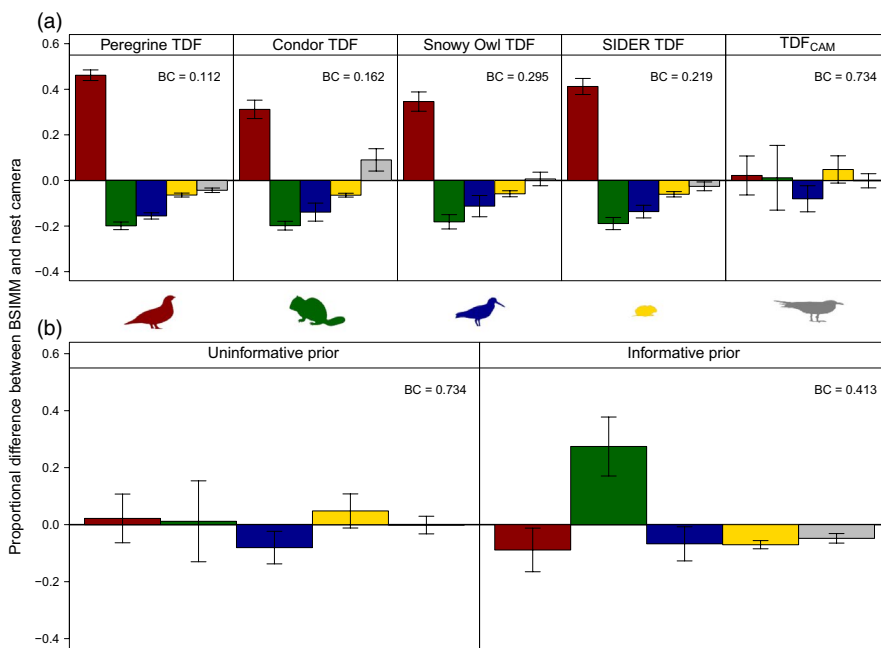 (a)
Peregrine TDF Condor TDF Snowy Owl TDF SIDER TDF TDFCAM
BC = 0.112 BC = 0.162 BC = 0.295 BC = 0.219 BC = 0.734
0.6
0.4
0.2
0.0
−0.2
−0.4
Proportional difference between BSIMM and nest camera
(b)
Uninformative prior Informative prior
BC = 0.734 BC = 0.413
0.6
0.4
0.2
0.0
−0.2
−0.4